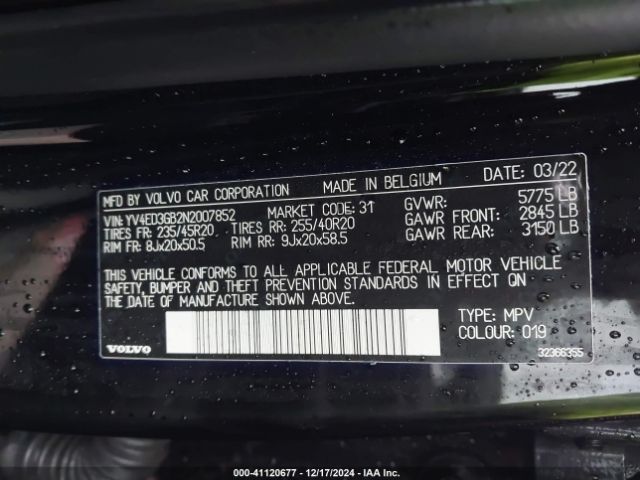 MFD BY VOLVO CAR CORPORATION MADE IN BELGIUM DATE: 03/22
VIN: YV4ED3GB2N2007852 MARKET CODE: 31 GVWR: 5775 LB
TIRES FR: 235/45R20 TIRES RR: 255/40R20 GAWR FRONT: 2845 LB
RIM FR: 8Jx20x50.5 RIM RR: 9Jx20x58.5 GAWR REAR: 3150 LB
THIS VEHICLE CONFORMS TO ALL APPLICABLE FEDERAL MOTOR VEHICLE
SAFETY, BUMPER AND THEFT PREVENTION STANDARDS IN EFFECT ON
THE DATE OF MANUFACTURE SHOWN ABOVE.
TYPE: MPV
COLOUR: 019
VOLVO 32366355
000-41120677 - 12/17/2024 - IAA Inc.